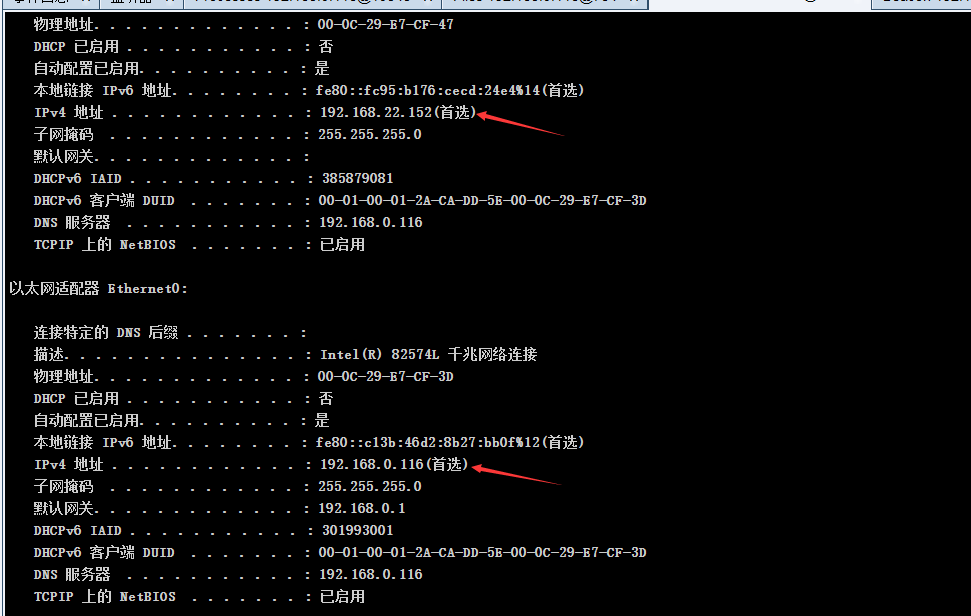 物理地址. . . . . . . . . . . . . : 00-0C-29-E7-CF-47
DHCP 已启用 . . . . . . . . . . . : 否
自动配置已启用. . . . . . . . . . : 是
本地链接 IPv6 地址. . . . . . . . : fe80::fc95:b176:cecd:24e4%14(首选)
IPv4 地址 . . . . . . . . . . . . : 192.168.22.152(首选)
子网掩码  . . . . . . . . . . . . : 255.255.255.0
默认网关. . . . . . . . . . . . . :
DHCPv6 IAID . . . . . . . . . . . : 385879081
DHCPv6 客户端 DUID  . . . . . . . : 00-01-00-01-2A-CA-DD-5E-00-0C-29-E7-CF-3D
DNS 服务器  . . . . . . . . . . . : 192.168.0.116
TCPIP 上的 NetBIOS  . . . . . . . : 已启用
以太网适配器 Ethernet0:
连接特定的 DNS 后缀 . . . . . . . :
描述. . . . . . . . . . . . . . . : Intel(R) 82574L 千兆网络连接
物理地址. . . . . . . . . . . . . : 00-0C-29-E7-CF-3D
DHCP 已启用 . . . . . . . . . . . : 否
自动配置已启用. . . . . . . . . . : 是
本地链接 IPv6 地址. . . . . . . . : fe80::c13b:46d2:8b27:bb0f%12(首选)
IPv4 地址 . . . . . . . . . . . . : 192.168.0.116(首选)
子网掩码  . . . . . . . . . . . . : 255.255.255.0
默认网关. . . . . . . . . . . . . : 192.168.0.1
DHCPv6 IAID . . . . . . . . . . . : 301993001
DHCPv6 客户端 DUID  . . . . . . . : 00-01-00-01-2A-CA-DD-5E-00-0C-29-E7-CF-3D
DNS 服务器  . . . . . . . . . . . : 192.168.0.116
TCPIP 上的 NetBIOS  . . . . . . . : 已启用